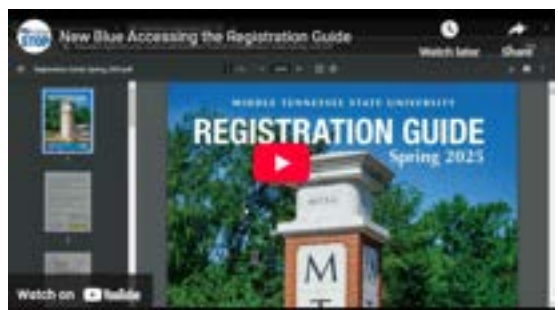 STOP
New Blue Accessing the Registration Guide
Watch later
Share
MIDDLE TENNESSEE STATE UNIVERSITY
REGISTRATION GUIDE
Spring 2025
M
T
Watch on YouTube